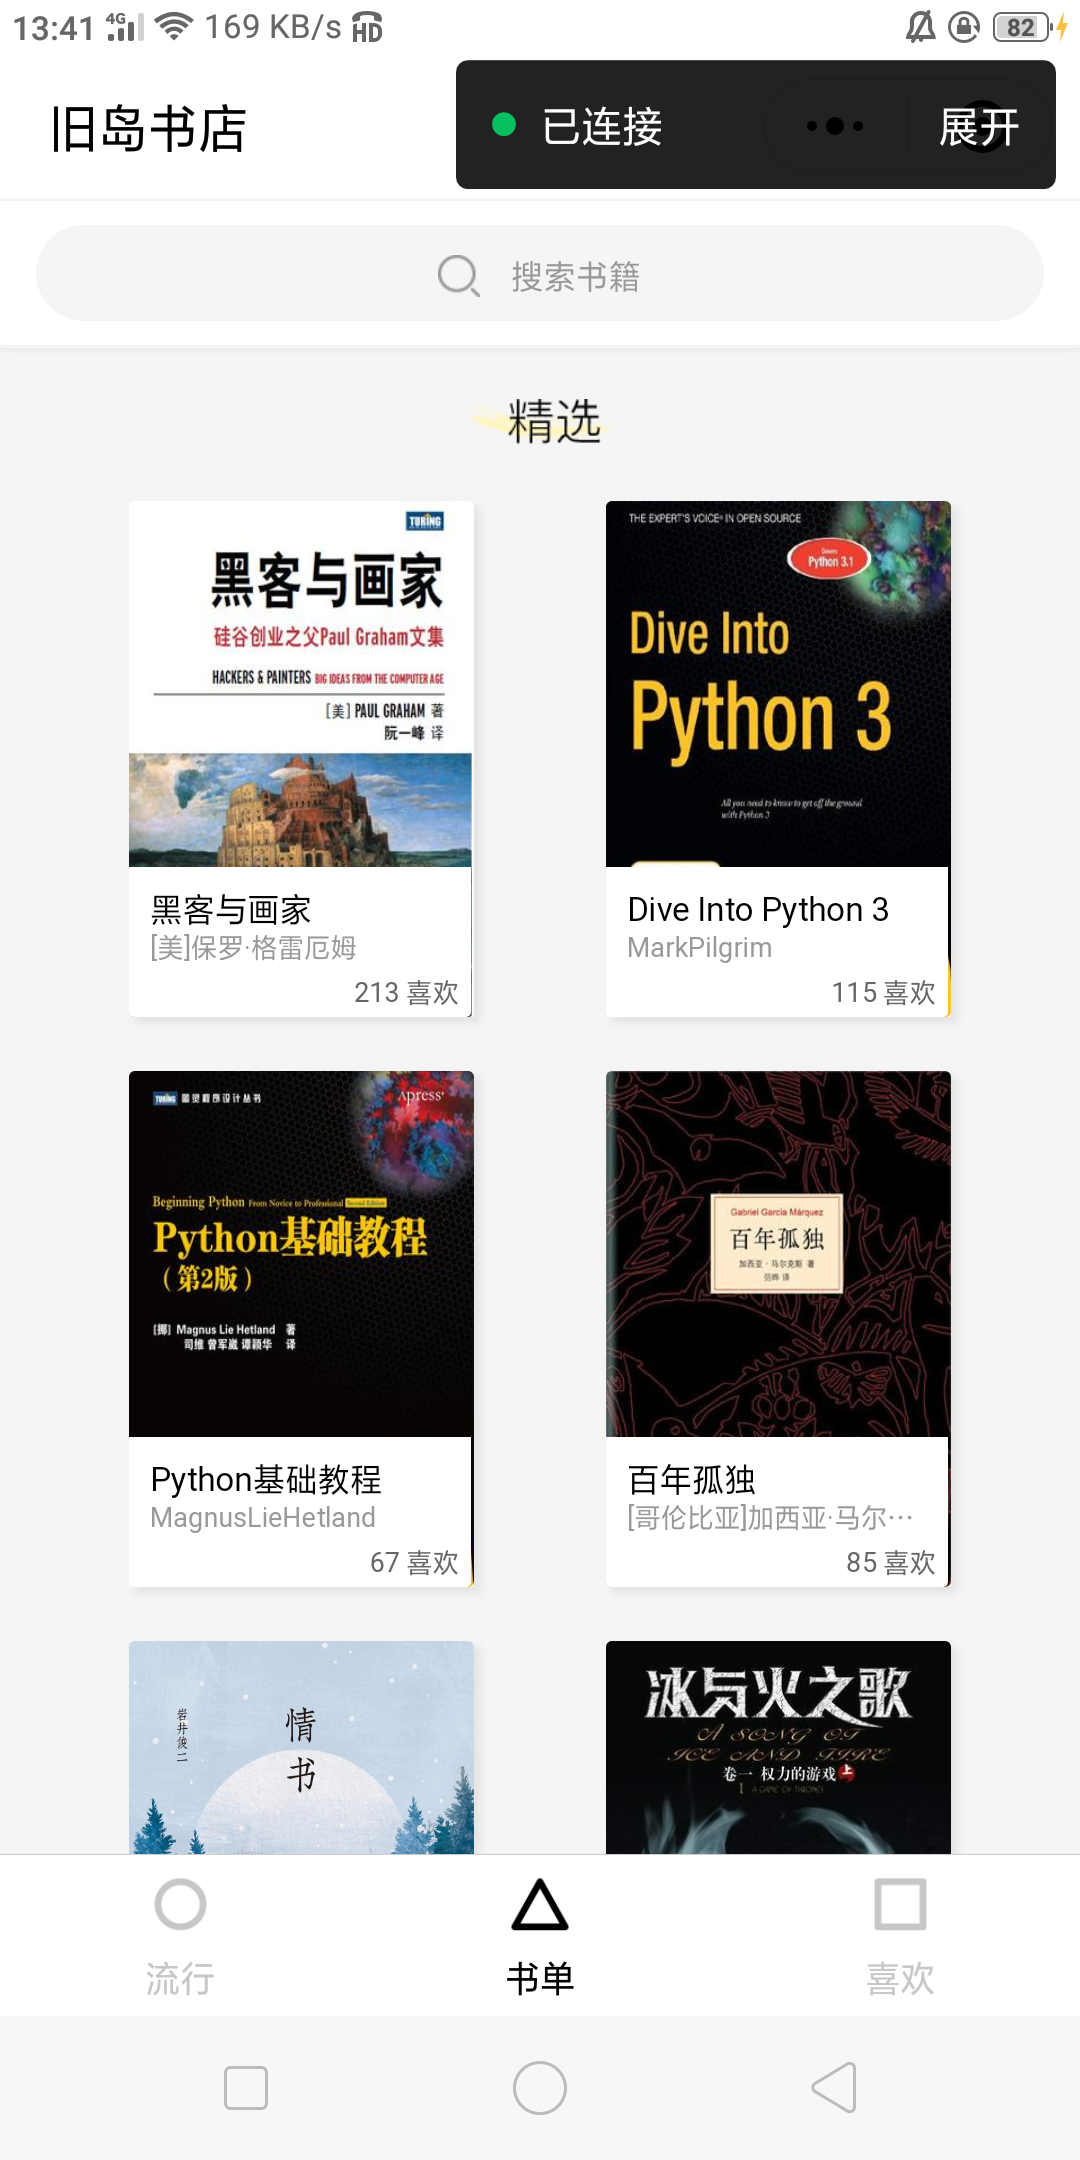 13:41 4G 169 KB/s HD 82
旧岛书店
已连接 展开
搜索书籍
精选
TURING
黑客与画家
硅谷创业之父Paul Graham文集
HACKERS & PAINTERS BIG IDEAS FROM THE COMPUTER AGE
[美] PAUL GRAHAM 著
阮一峰 译
黑客与画家
[美]保罗·格雷厄姆
213 喜欢
THE EXPERT'S VOICE® IN OPEN SOURCE
Covers
Python 3.1
Dive Into
Python 3
All you need to know to get off the ground
with Python 3
Dive Into Python 3
MarkPilgrim
115 喜欢
TURING 图灵程序设计丛书
Apress®
Beginning Python From Novice to Professional Second Edition
Python基础教程
（第2版）
[挪] Magnus Lie Hetland 著
司维 曾军崴 谭颖华 译
Python基础教程
MagnusLieHetland
67 喜欢
Gabriel García Márquez
百年孤独
加西亚·马尔克斯 著
范晔 译
百年孤独
[哥伦比亚]加西亚·马尔…
85 喜欢
岩井俊二
情书
冰与火之歌
A SONG OF
ICE AND FIRE
卷一 权力的游戏 上
I A GAME OF THRONES
流行
书单
喜欢